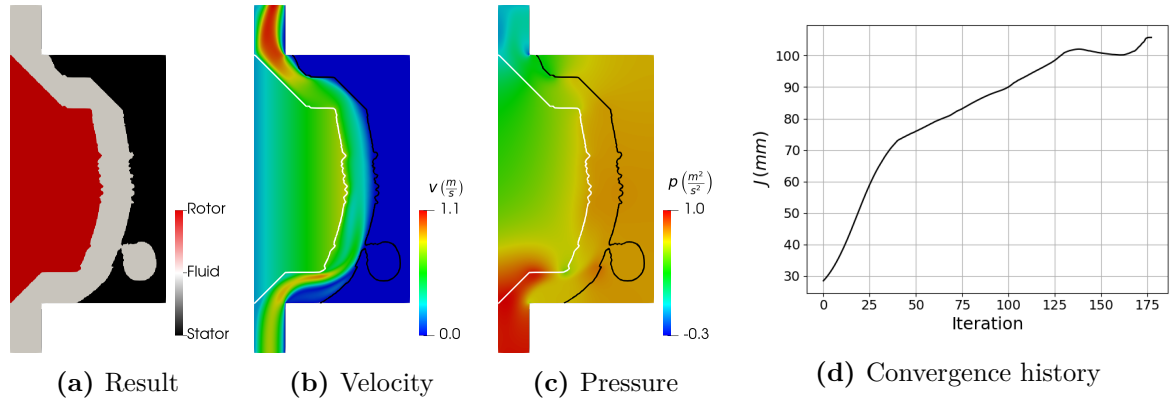 Rotor
Fluid
Stator
(a) Result
v (m/s)
1.1
0.0
(b) Velocity
p (m²/s²)
1.0
-0.3
(c) Pressure
J (mm)
100
90
80
70
60
50
40
30
0 25 50 75 100 125 150 175
Iteration
(d) Convergence history